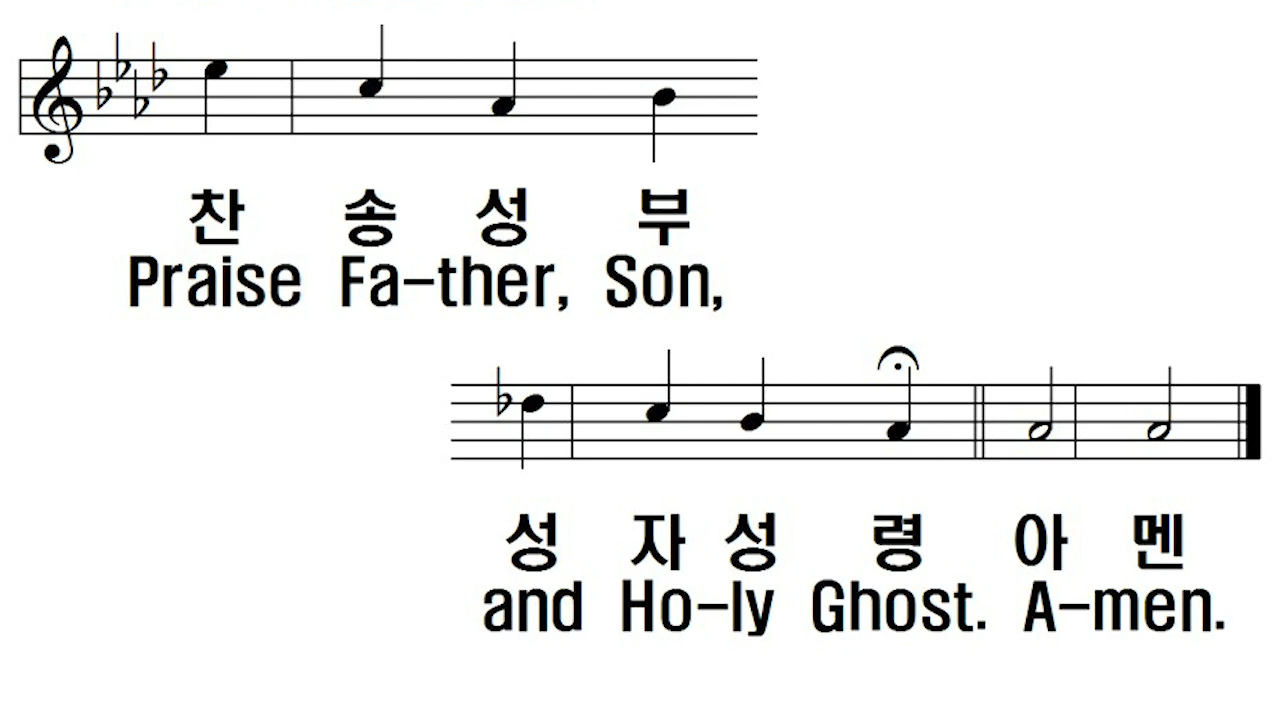 찬 송 성 부
Praise Fa-ther, Son,
성 자 성 령 아 멘
and Ho-ly Ghost. A-men.